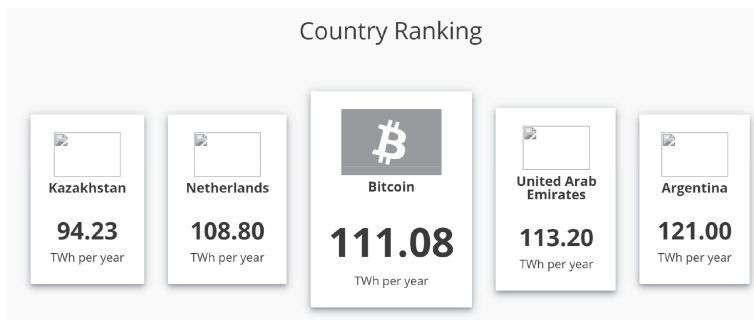 Country Ranking
Kazakhstan
94.23
TWh per year
Netherlands
108.80
TWh per year
Bitcoin
111.08
TWh per year
United Arab
Emirates
113.20
TWh per year
Argentina
121.00
TWh per year